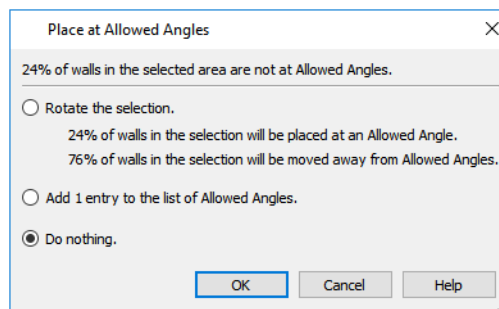 Place at Allowed Angles
24% of walls in the selected area are not at Allowed Angles.
Rotate the selection.
24% of walls in the selection will be placed at an Allowed Angle.
76% of walls in the selection will be moved away from Allowed Angles.
Add 1 entry to the list of Allowed Angles.
Do nothing.
OK Cancel Help